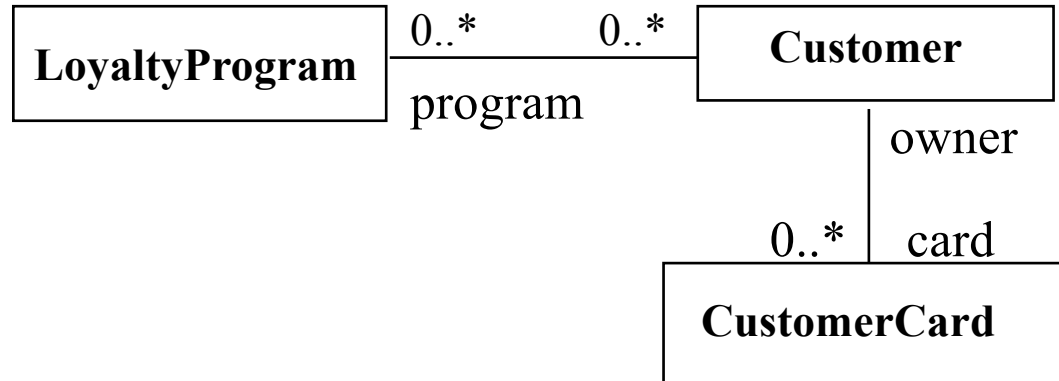 0..* 0..*
LoyaltyProgram
Customer
program
owner
0..* card
CustomerCard